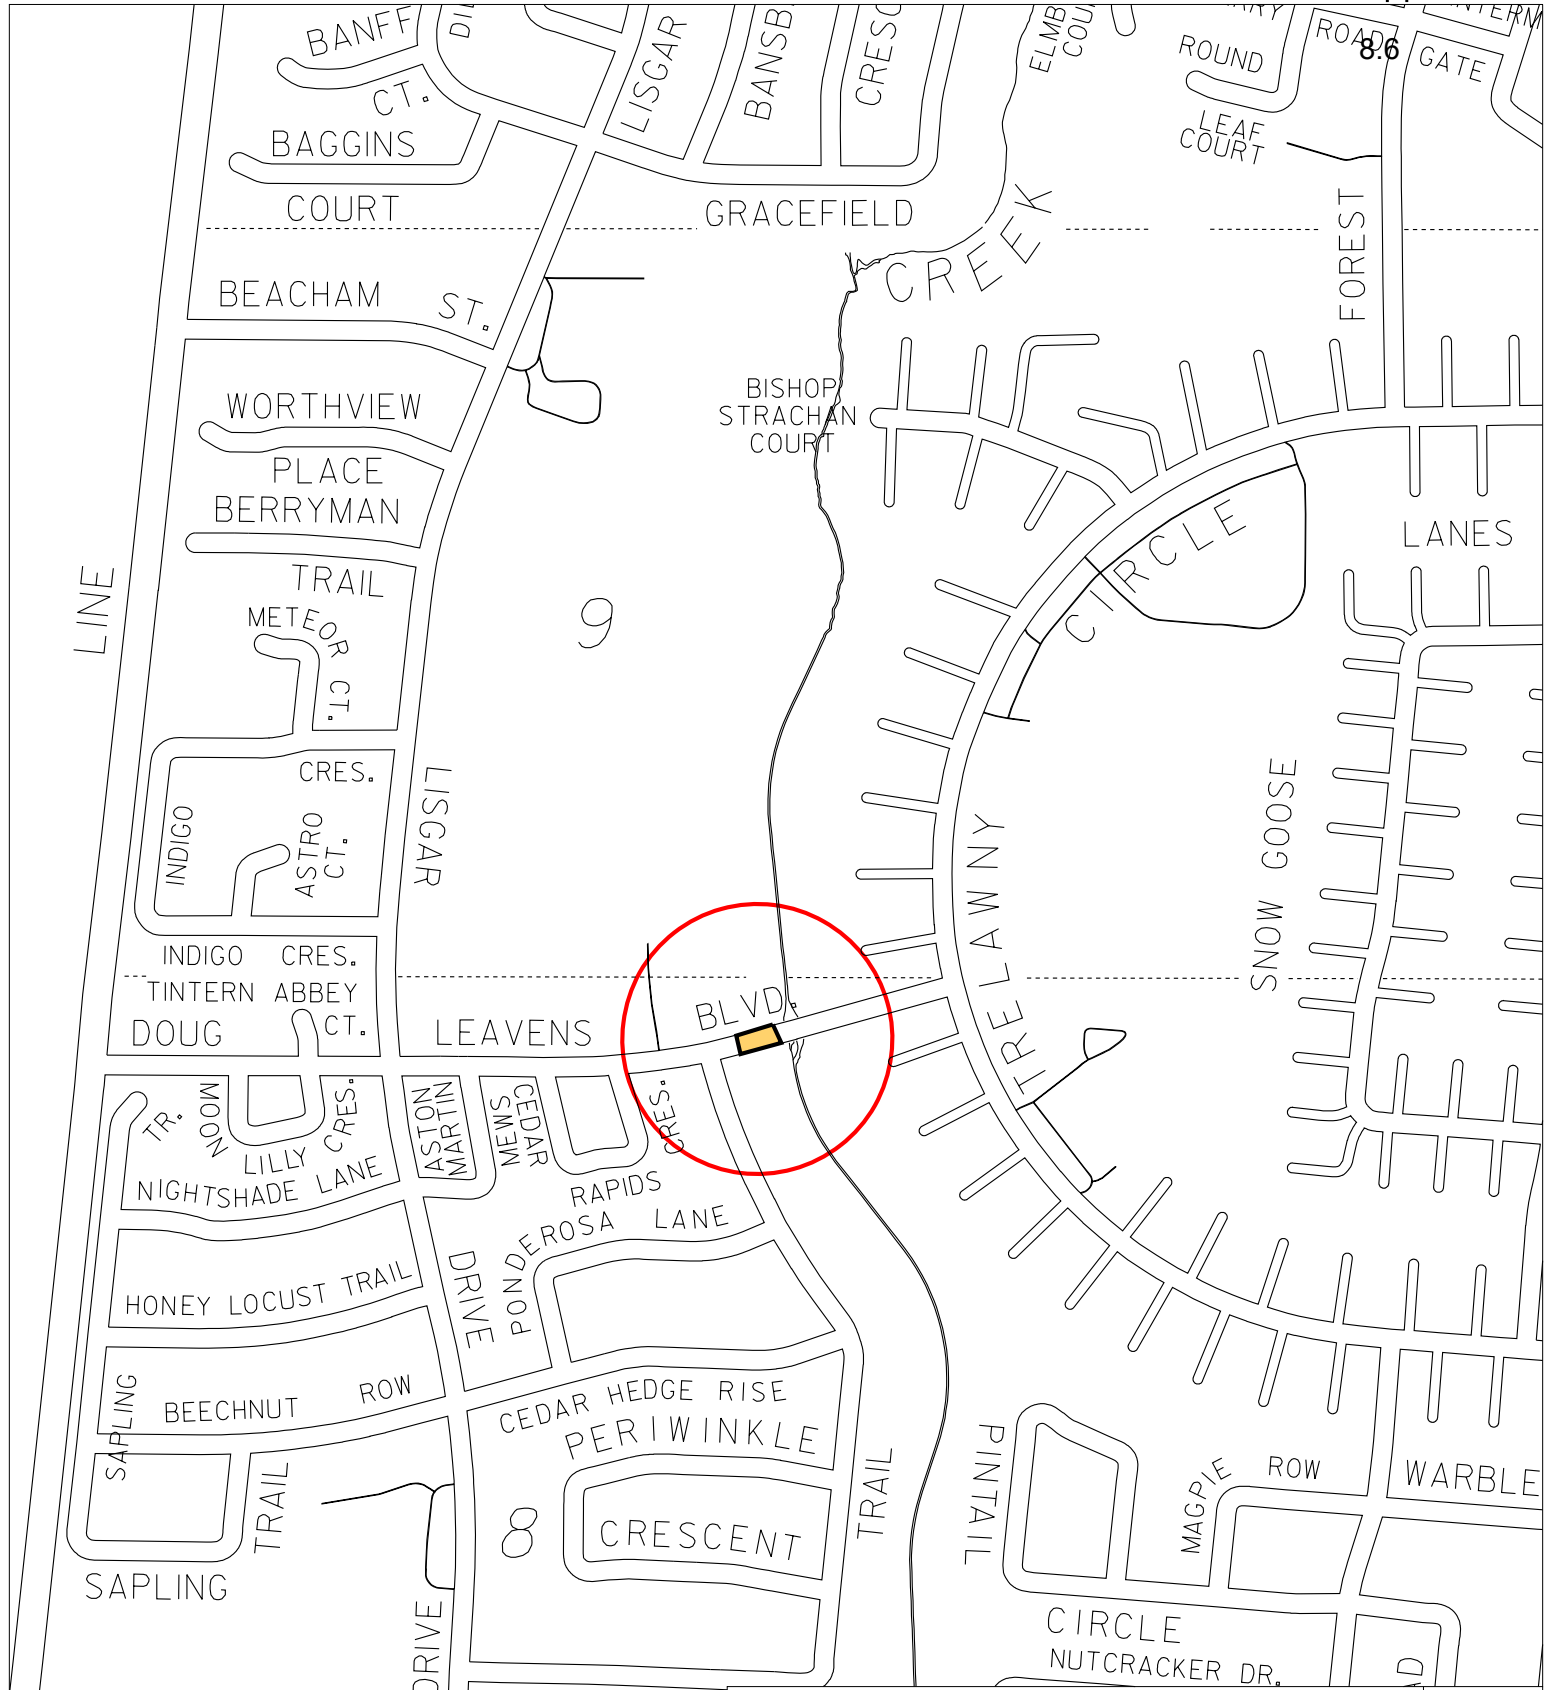 BANFF
CT.
LISGAR
BANSB
CRESC
ROUND
ROAD
8.6
GATE
LEAF
COURT
BAGGINS
COURT
GRACEFIELD
CREEK
FOREST
BEACHAM
ST.
BISHOP
STRACHAN
COURT
WORTHVIEW
PLACE
BERRYMAN
TRAIL
CIRCLE
LANES
LINE
METEOR
CT.
9
CRES.
LISGAR
INDIGO
ASTRO
CT.
TRELAWNY
SNOW GOOSE
INDIGO CRES.
TINTERN ABBEY
CT.
DOUG
LEAVENS
BLVD.
TR.
MOON
LILLY
CRES.
ASTON
MARTIN
MEWS
CEDAR
RAPIDS
CRES.
NIGHTSHADE LANE
PONDEROSA LANE
HONEY LOCUST TRAIL
DRIVE
BEECHNUT ROW
SAPLING
CEDAR HEDGE RISE
PERIWINKLE
CRESCENT
TRAIL
TRAIL
8
SAPLING
DRIVE
PINTAIL
MAGPIE
ROW
WARBLE
CIRCLE
NUTCRACKER DR.